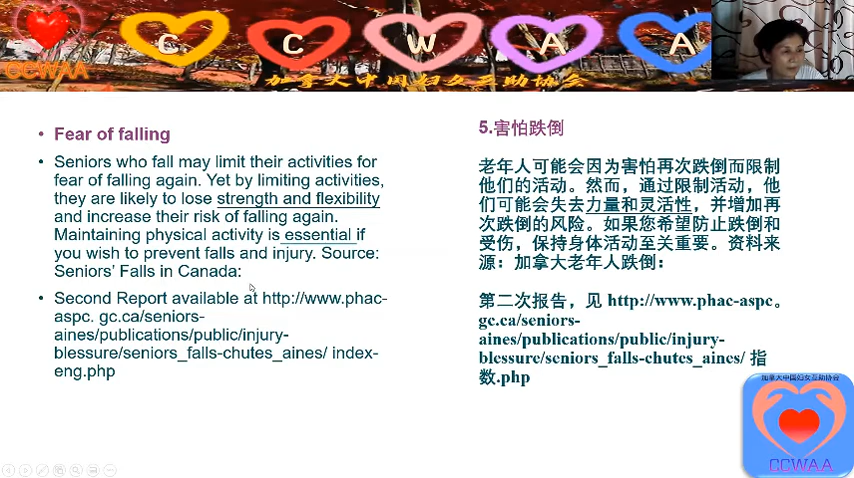 C C W A A
CCWAA
加拿大中国妇女互助协会
• Fear of falling
• Seniors who fall may limit their activities for
fear of falling again. Yet by limiting activities,
they are likely to lose strength and flexibility
and increase their risk of falling again.
Maintaining physical activity is essential if
you wish to prevent falls and injury. Source:
Seniors' Falls in Canada:
• Second Report available at http://www.phac-
aspc. gc.ca/seniors-
aines/publications/public/injury-
blessure/seniors_falls-chutes_aines/ index-
eng.php
5.害怕跌倒
老年人可能会因为害怕再次跌倒而限制
他们的活动。然而，通过限制活动，他
们可能会失去力量和灵活性，并增加再
次跌倒的风险。如果您希望防止跌倒和
受伤，保持身体活动至关重要。资料来
源：加拿大老年人跌倒：
第二次报告，见 http://www.phac-aspc。
gc.ca/seniors-
aines/publications/public/injury-
blessure/seniors_falls-chutes_aines/ 指
数.php
加拿大中国妇女互助协会
CCWAA